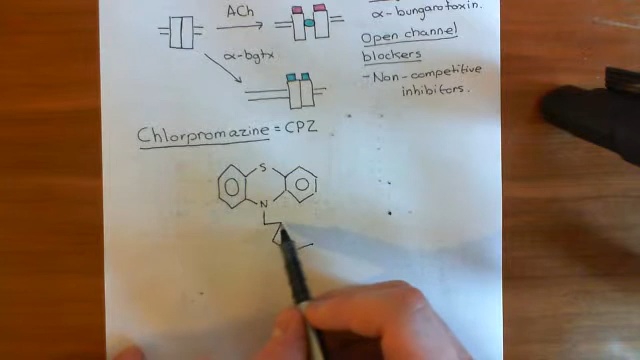 ACh
α-bgtx
α-bungarotoxin.
Open channel
blockers
- Non-competitive
inhibitors.
Chlorpromazine = CPZ
S
N